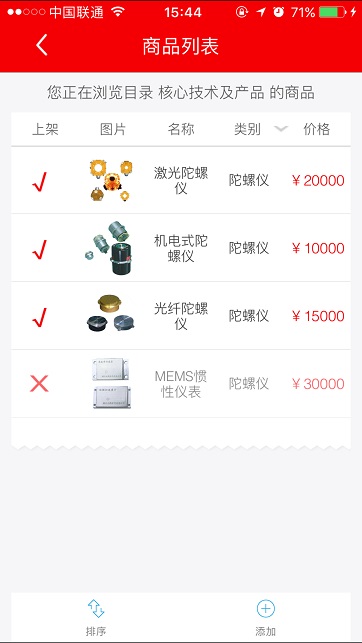 中国联通 15:44 71%
商品列表
您正在浏览目录 核心技术及产品 的商品
上架 图片 名称 类别 价格
激光陀螺
仪
陀螺仪
￥20000
机电式陀
螺仪
陀螺仪
￥10000
光纤陀螺
仪
陀螺仪
￥15000
MEMS惯
性仪表
陀螺仪
￥30000
排序 添加